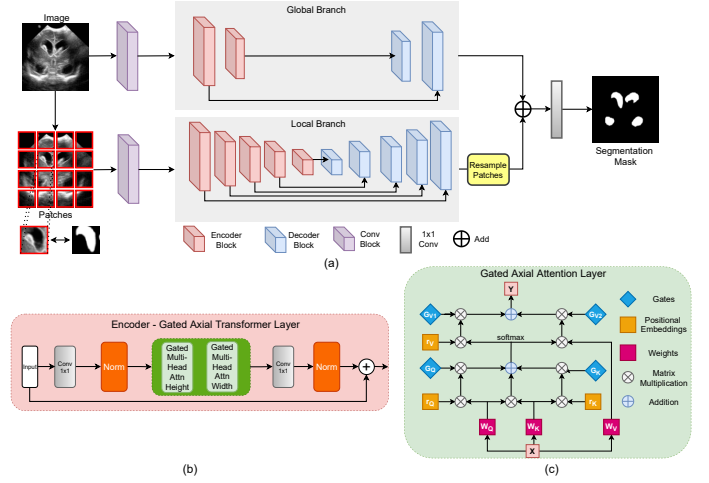 Image
Global Branch
Local Branch
Patches
Resample
Patches
Segmentation
Mask
Encoder
Block
Decoder
Block
Conv
Block
1x1
Conv
Add
(a)
Encoder - Gated Axial Transformer Layer
Input
Conv
1x1
Norm
Gated
Multi-
Head
Attn
Height
Gated
Multi-
Head
Attn
Width
Conv
1x1
Norm
(b)
Gated Axial Attention Layer
Y
G_V1
G_V2
r_V
softmax
G_Q
G_K
r_Q
r_K
W_Q
W_K
W_V
X
Gates
Positional
Embeddings
Weights
Matrix
Multiplication
Addition
(c)